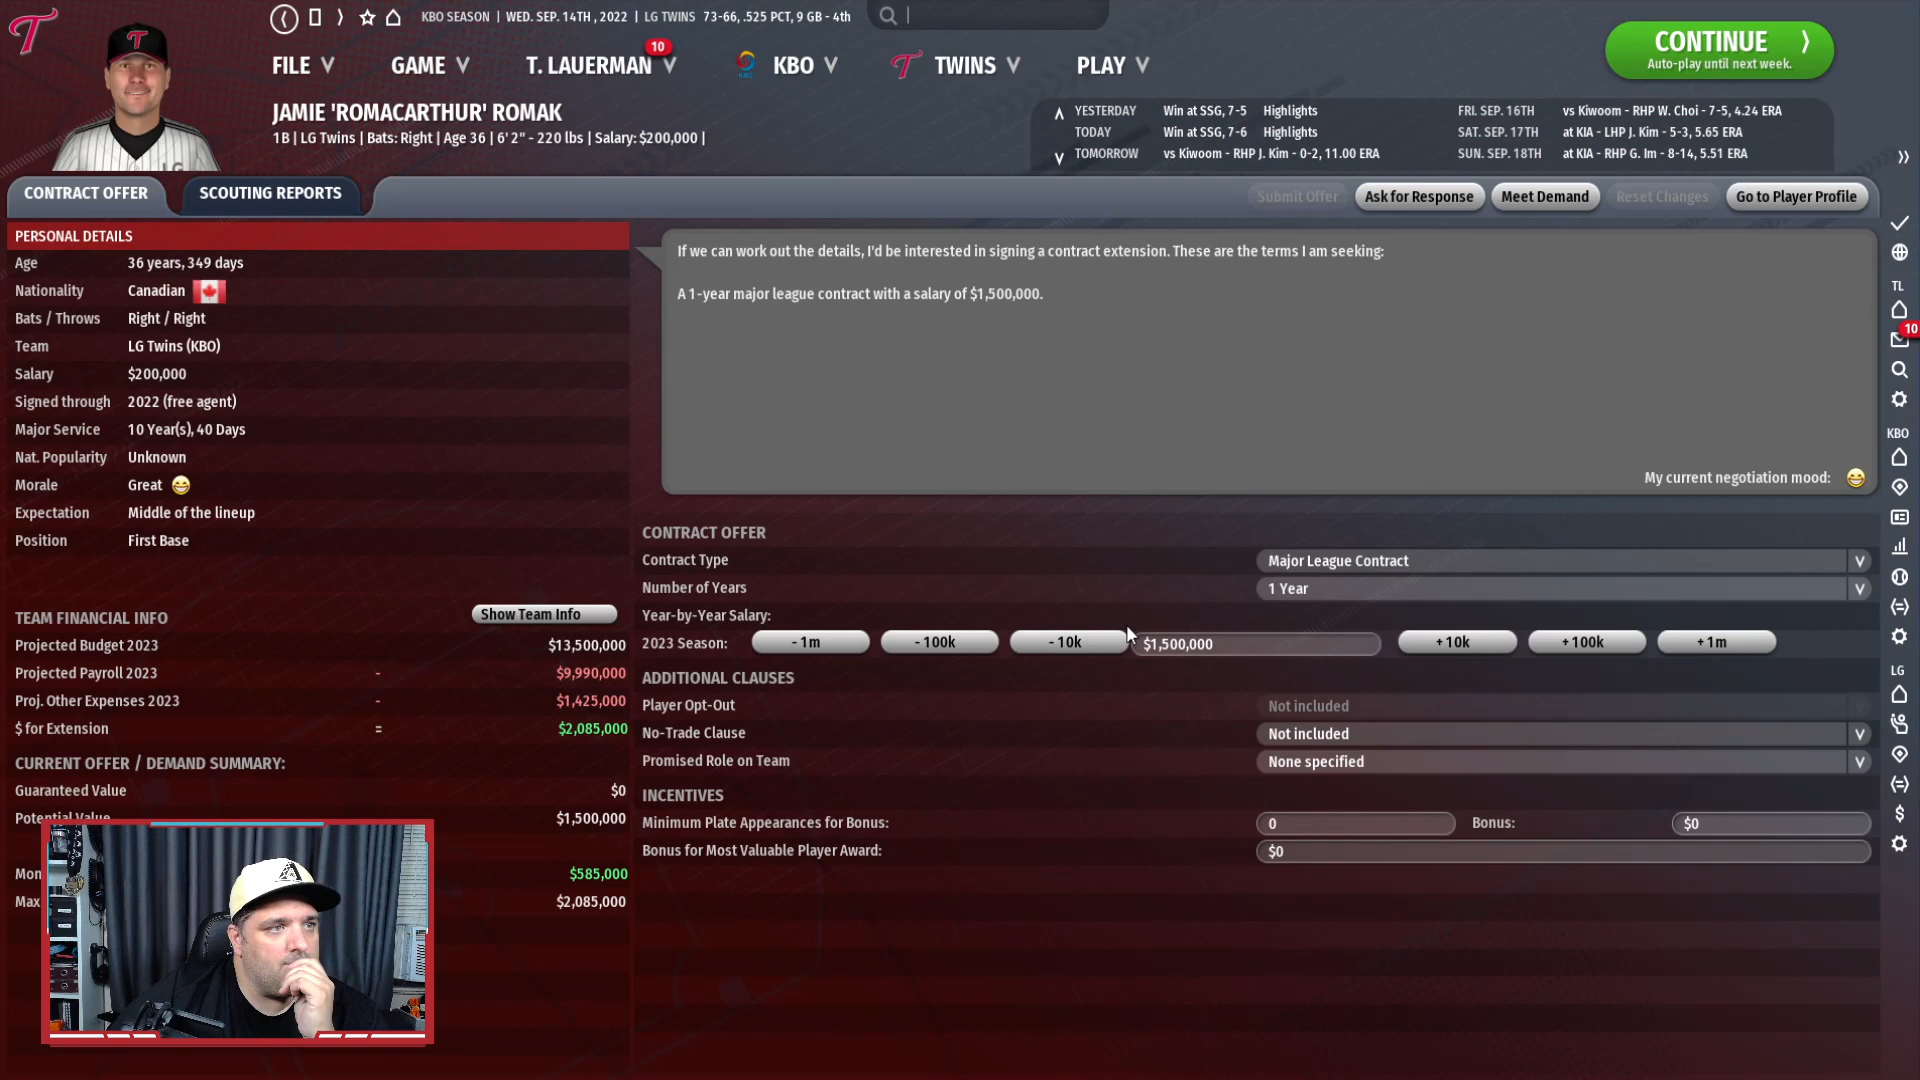 KBO SEASON | WED. SEP. 14TH , 2022 | LG TWINS 73-66, .525 PCT, 9 GB - 4th
FILE GAME T. LAUERMAN 10 KBO TWINS PLAY
CONTINUE
Auto-play until next week.
JAMIE 'ROMACARTHUR' ROMAK
1B | LG Twins | Bats: Right | Age 36 | 6' 2" - 220 lbs | Salary: $200,000 |
YESTERDAY Win at SSG, 7-5 Highlights FRI. SEP. 16TH vs Kiwoom - RHP W. Choi - 7-5, 4.24 ERA
TODAY Win at SSG, 7-6 Highlights SAT. SEP. 17TH at KIA - LHP J. Kim - 5-3, 5.65 ERA
TOMORROW vs Kiwoom - RHP J. Kim - 0-2, 11.00 ERA SUN. SEP. 18TH at KIA - RHP G. Im - 8-14, 5.51 ERA
CONTRACT OFFER SCOUTING REPORTS Submit Offer Ask for Response Meet Demand Reset Changes Go to Player Profile
PERSONAL DETAILS
Age 36 years, 349 days
Nationality Canadian
Bats / Throws Right / Right
Team LG Twins (KBO)
Salary $200,000
Signed through 2022 (free agent)
Major Service 10 Year(s), 40 Days
Nat. Popularity Unknown
Morale Great
Expectation Middle of the lineup
Position First Base
If we can work out the details, I'd be interested in signing a contract extension. These are the terms I am seeking:
A 1-year major league contract with a salary of $1,500,000.
My current negotiation mood:
TEAM FINANCIAL INFO Show Team Info
Projected Budget 2023 $13,500,000
Projected Payroll 2023 - $9,990,000
Proj. Other Expenses 2023 - $1,425,000
$ for Extension = $2,085,000
CURRENT OFFER / DEMAND SUMMARY:
Guaranteed Value $0
Potential Value $1,500,000
Mon $585,000
Max $2,085,000
CONTRACT OFFER
Contract Type Major League Contract
Number of Years 1 Year
Year-by-Year Salary:
2023 Season: - 1m - 100k - 10k $1,500,000 + 10k + 100k + 1m
ADDITIONAL CLAUSES
Player Opt-Out Not included
No-Trade Clause Not included
Promised Role on Team None specified
INCENTIVES
Minimum Plate Appearances for Bonus: 0 Bonus: $0
Bonus for Most Valuable Player Award: $0
TL
10
KBO
LG